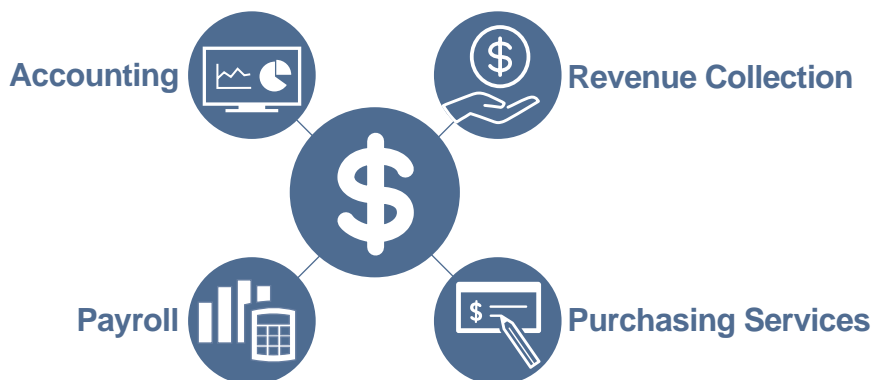 Accounting
$
Revenue Collection
$
Payroll
$
Purchasing Services